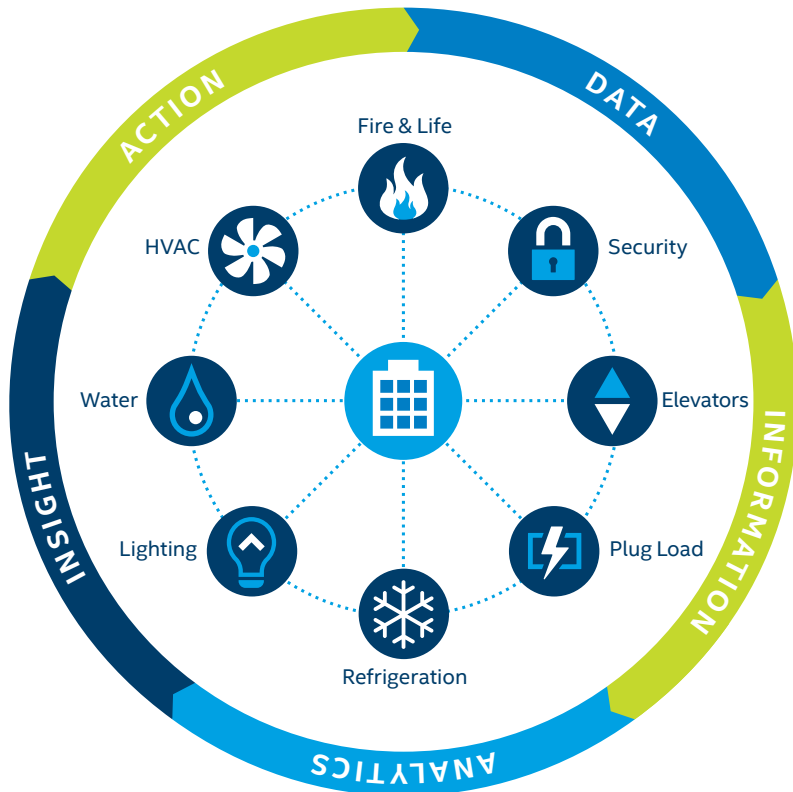 ACTION
DATA
Fire & Life
HVAC
Security
Water
Elevators
INFORMATION
INSIGHT
Lighting
Plug Load
Refrigeration
ANALYTICS